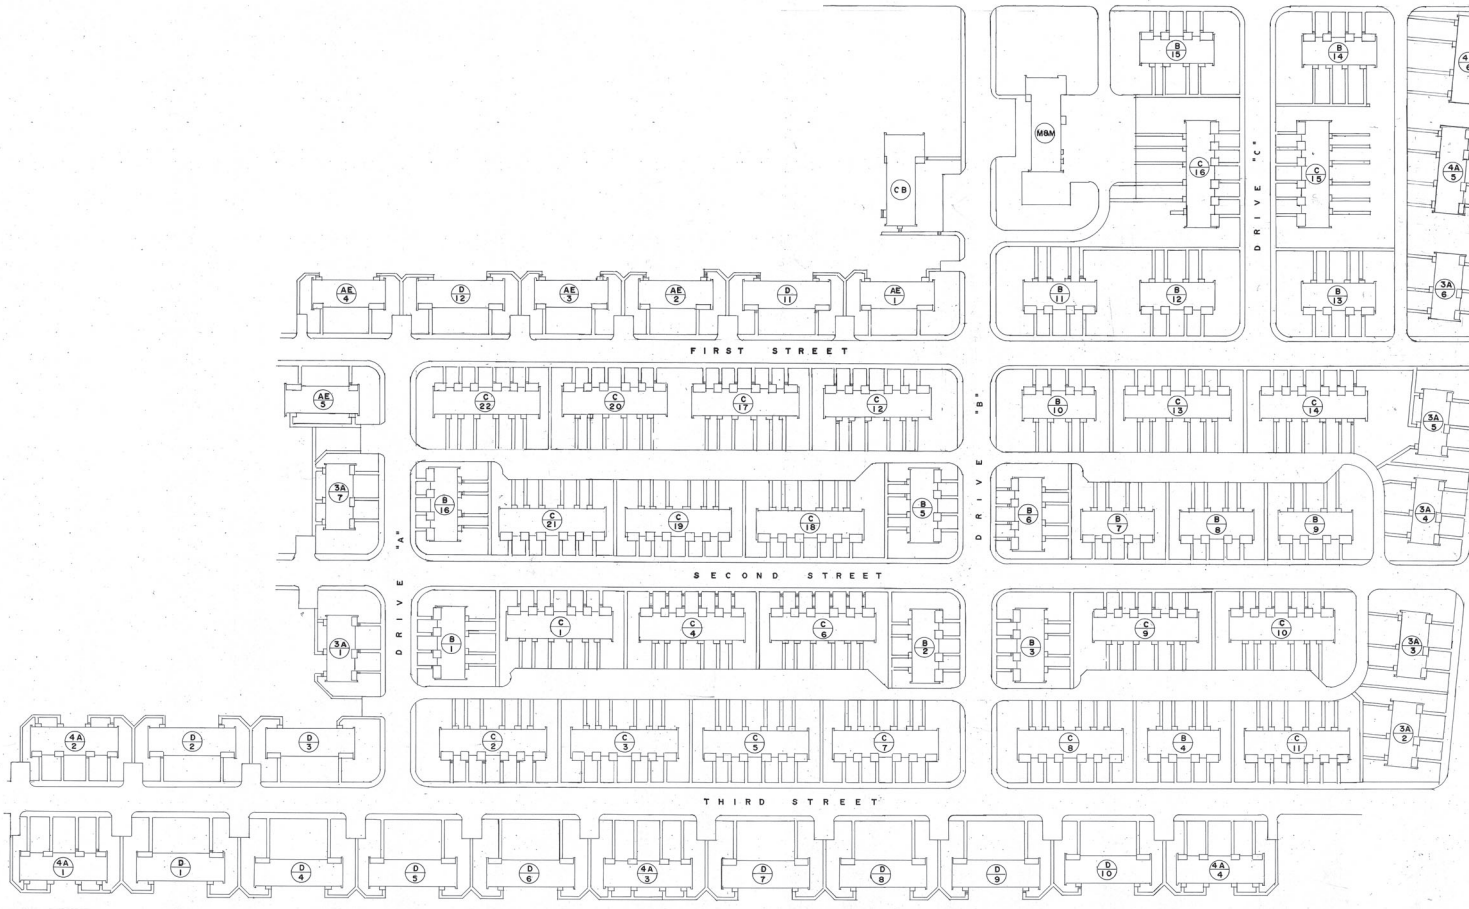 B 15
B 14
4A 6
M&M
C 16
DRIVE "C"
C 15
4A 5
CB
AE 4
D 12
AE 3
AE 2
D 11
AE 1
B 11
B 12
B 13
3A 6
FIRST STREET
AE 5
C 22
C 20
C 17
C 12
DRIVE "B"
B 10
C 13
C 14
3A 5
3A 7
B 16
C 21
C 19
C 18
B 5
B 6
B 7
B 8
B 9
3A 4
DRIVE "A"
SECOND STREET
3A 1
B 1
C 1
C 4
C 6
B 2
B 3
C 9
C 10
3A 3
4A 2
D 2
D 3
C 2
C 3
C 5
C 7
C 8
B 4
C 11
3A 2
THIRD STREET
4A 1
D 1
D 4
D 5
D 6
4A 3
D 7
D 8
D 9
D 10
4A 4